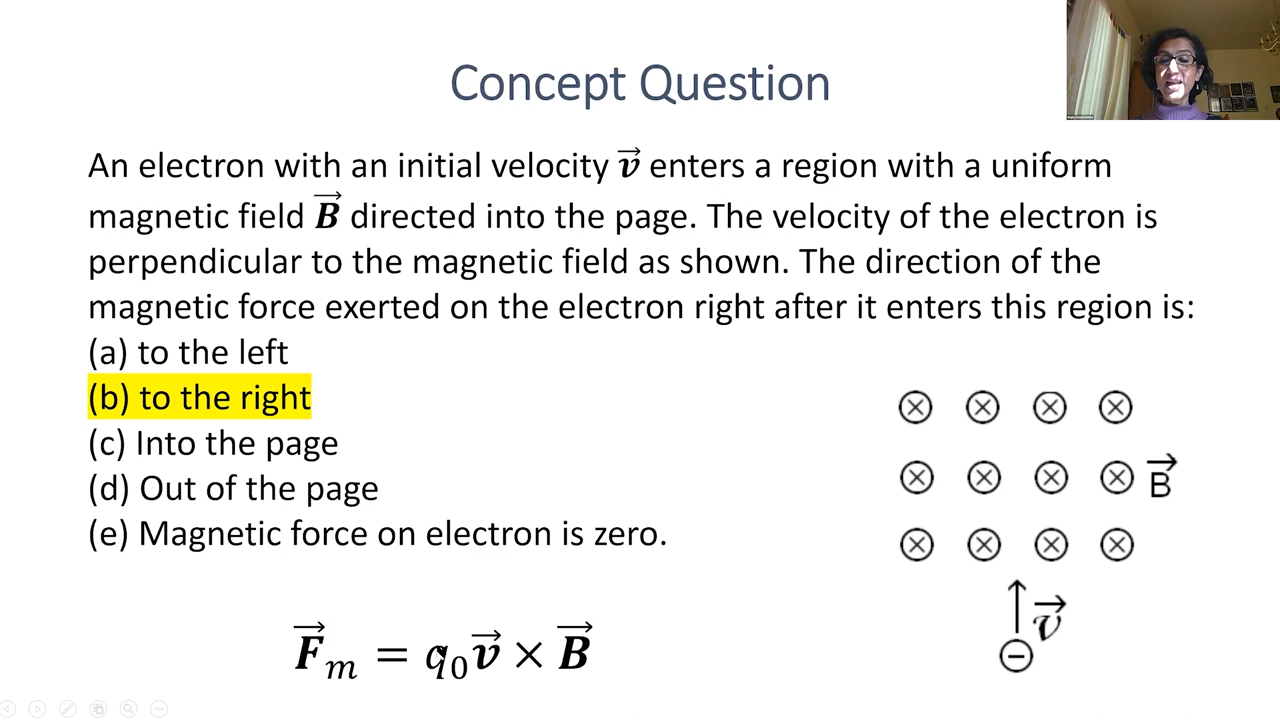 Concept Question
An electron with an initial velocity v⃗ enters a region with a uniform
magnetic field B⃗ directed into the page. The velocity of the electron is
perpendicular to the magnetic field as shown. The direction of the
magnetic force exerted on the electron right after it enters this region is:
(a) to the left
(b) to the right
(c) Into the page
(d) Out of the page
(e) Magnetic force on electron is zero.
B⃗
v⃗
F⃗ₘ = q₀v⃗ × B⃗